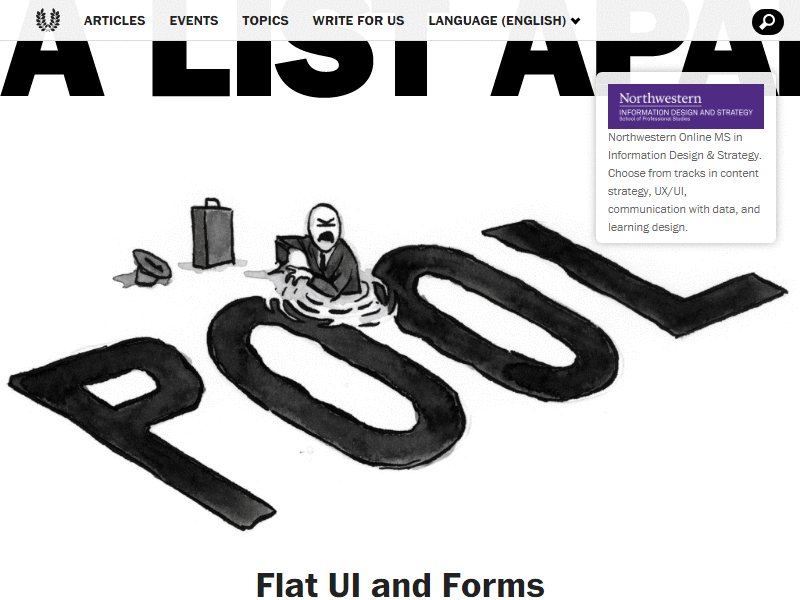 ARTICLES EVENTS TOPICS WRITE FOR US LANGUAGE (ENGLISH)
A LIST APA
Northwestern
INFORMATION DESIGN AND STRATEGY
School of Professional Studies
Northwestern Online MS in
Information Design & Strategy.
Choose from tracks in content
strategy, UX/UI,
communication with data, and
learning design.
POOL
Flat UI and Forms